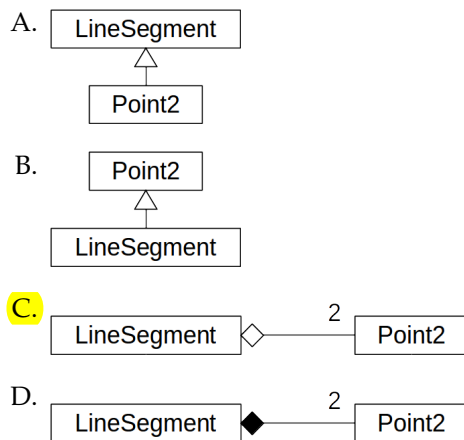 A.
LineSegment
Point2
B.
Point2
LineSegment
C.
LineSegment 2 Point2
D.
LineSegment 2 Point2